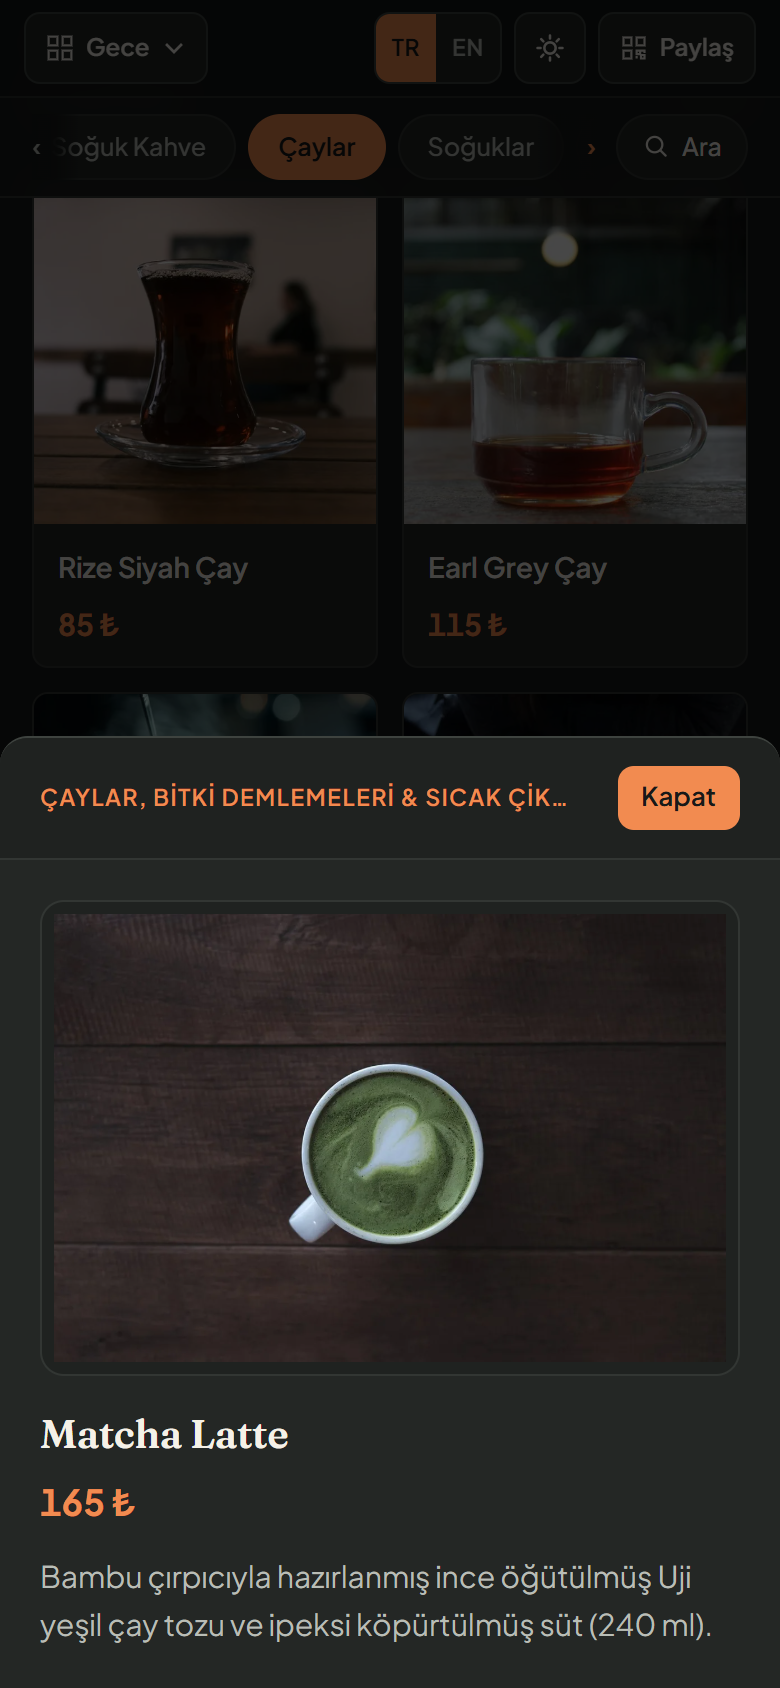 Gece
TR
EN
Paylaş
‹
Soğuk Kahve
Çaylar
Soğuklar
›
Ara
Rize Siyah Çay
85 ₺
Earl Grey Çay
115 ₺
ÇAYLAR, BİTKİ DEMLEMELERİ & SICAK ÇİK…
Kapat
Matcha Latte
165 ₺
Bambu çırpıcıyla hazırlanmış ince öğütülmüş Uji
yeşil çay tozu ve ipeksi köpürtülmüş süt (240 ml).